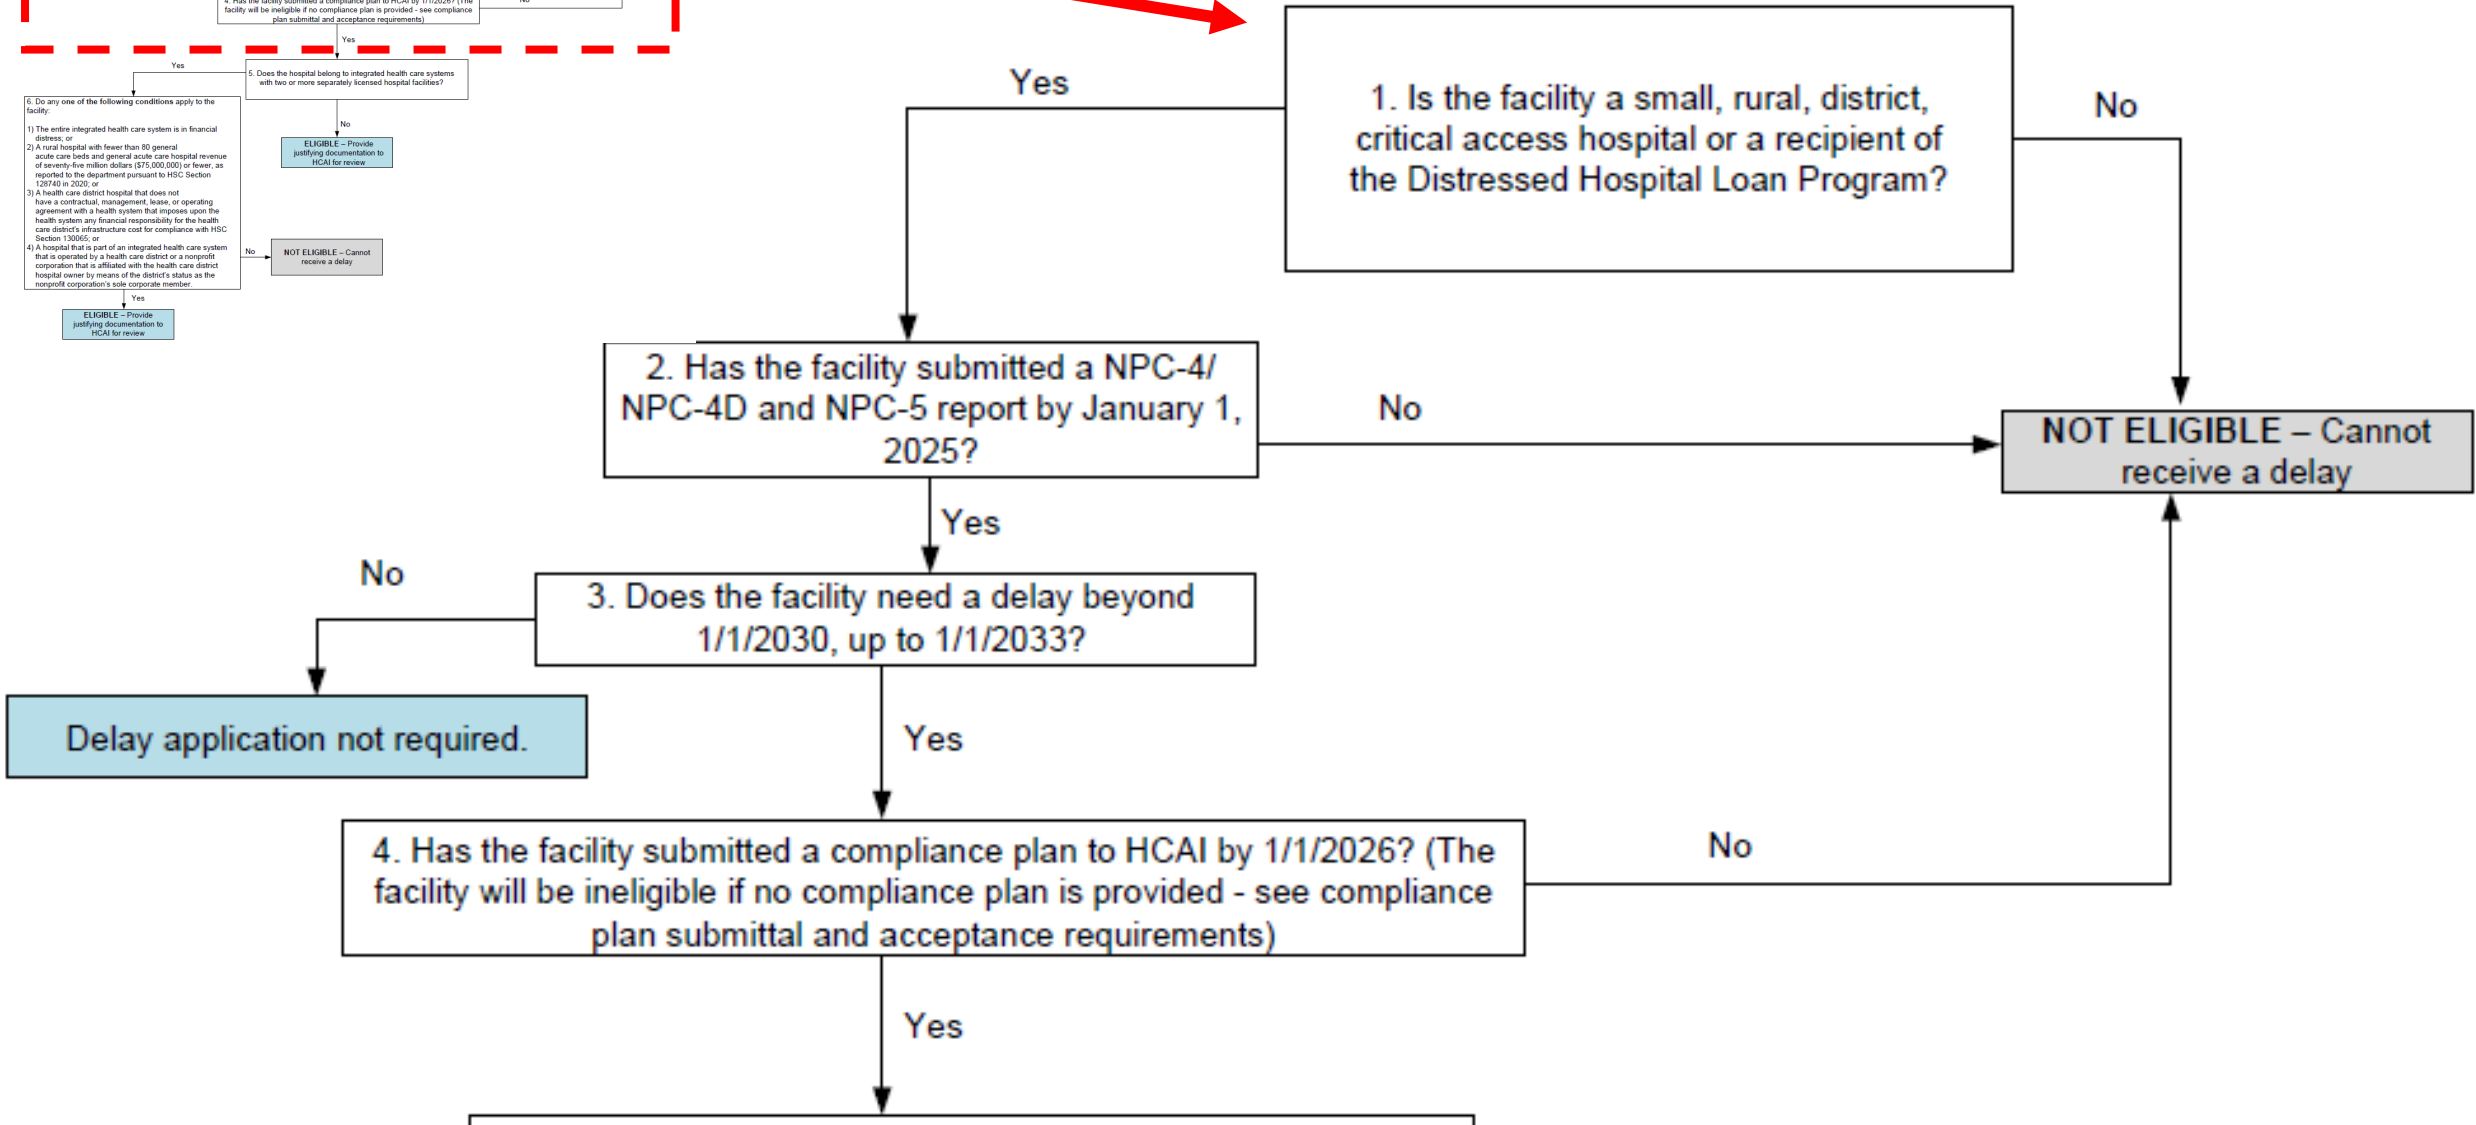 4. Has the facility submitted a compliance plan to HCAI by 1/1/2026? (The
facility will be ineligible if no compliance plan is provided - see compliance
plan submittal and acceptance requirements)
No
Yes
Yes
5. Does the hospital belong to integrated health care systems
with two or more separately licensed hospital facilities?
6. Do any one of the following conditions apply to the
facility:
1) The entire integrated health care system is in financial
distress; or
2) A rural hospital with fewer than 80 general
acute care beds and general acute care hospital revenue
of seventy-five million dollars ($75,000,000) or fewer, as
reported to the department pursuant to HSC Section
128740 in 2020; or
3) A health care district hospital that does not
have a contractual, management, lease, or operating
agreement with a health system that imposes upon the
health system any financial responsibility for the health
care district's infrastructure cost for compliance with HSC
Section 130065; or
4) A hospital that is part of an integrated health care system
that is operated by a health care district or a nonprofit
corporation that is affiliated with the health care district
hospital owner by means of the district's status as the
nonprofit corporation's sole corporate member.
No
ELIGIBLE – Provide
justifying documentation to
HCAI for review
No
NOT ELIGIBLE – Cannot
receive a delay
Yes
ELIGIBLE – Provide
justifying documentation to
HCAI for review
1. Is the facility a small, rural, district,
critical access hospital or a recipient of
the Distressed Hospital Loan Program?
Yes
No
2. Has the facility submitted a NPC-4/
NPC-4D and NPC-5 report by January 1,
2025?
No
NOT ELIGIBLE – Cannot
receive a delay
Yes
3. Does the facility need a delay beyond
1/1/2030, up to 1/1/2033?
No
Delay application not required.
Yes
4. Has the facility submitted a compliance plan to HCAI by 1/1/2026? (The
facility will be ineligible if no compliance plan is provided - see compliance
plan submittal and acceptance requirements)
No
Yes